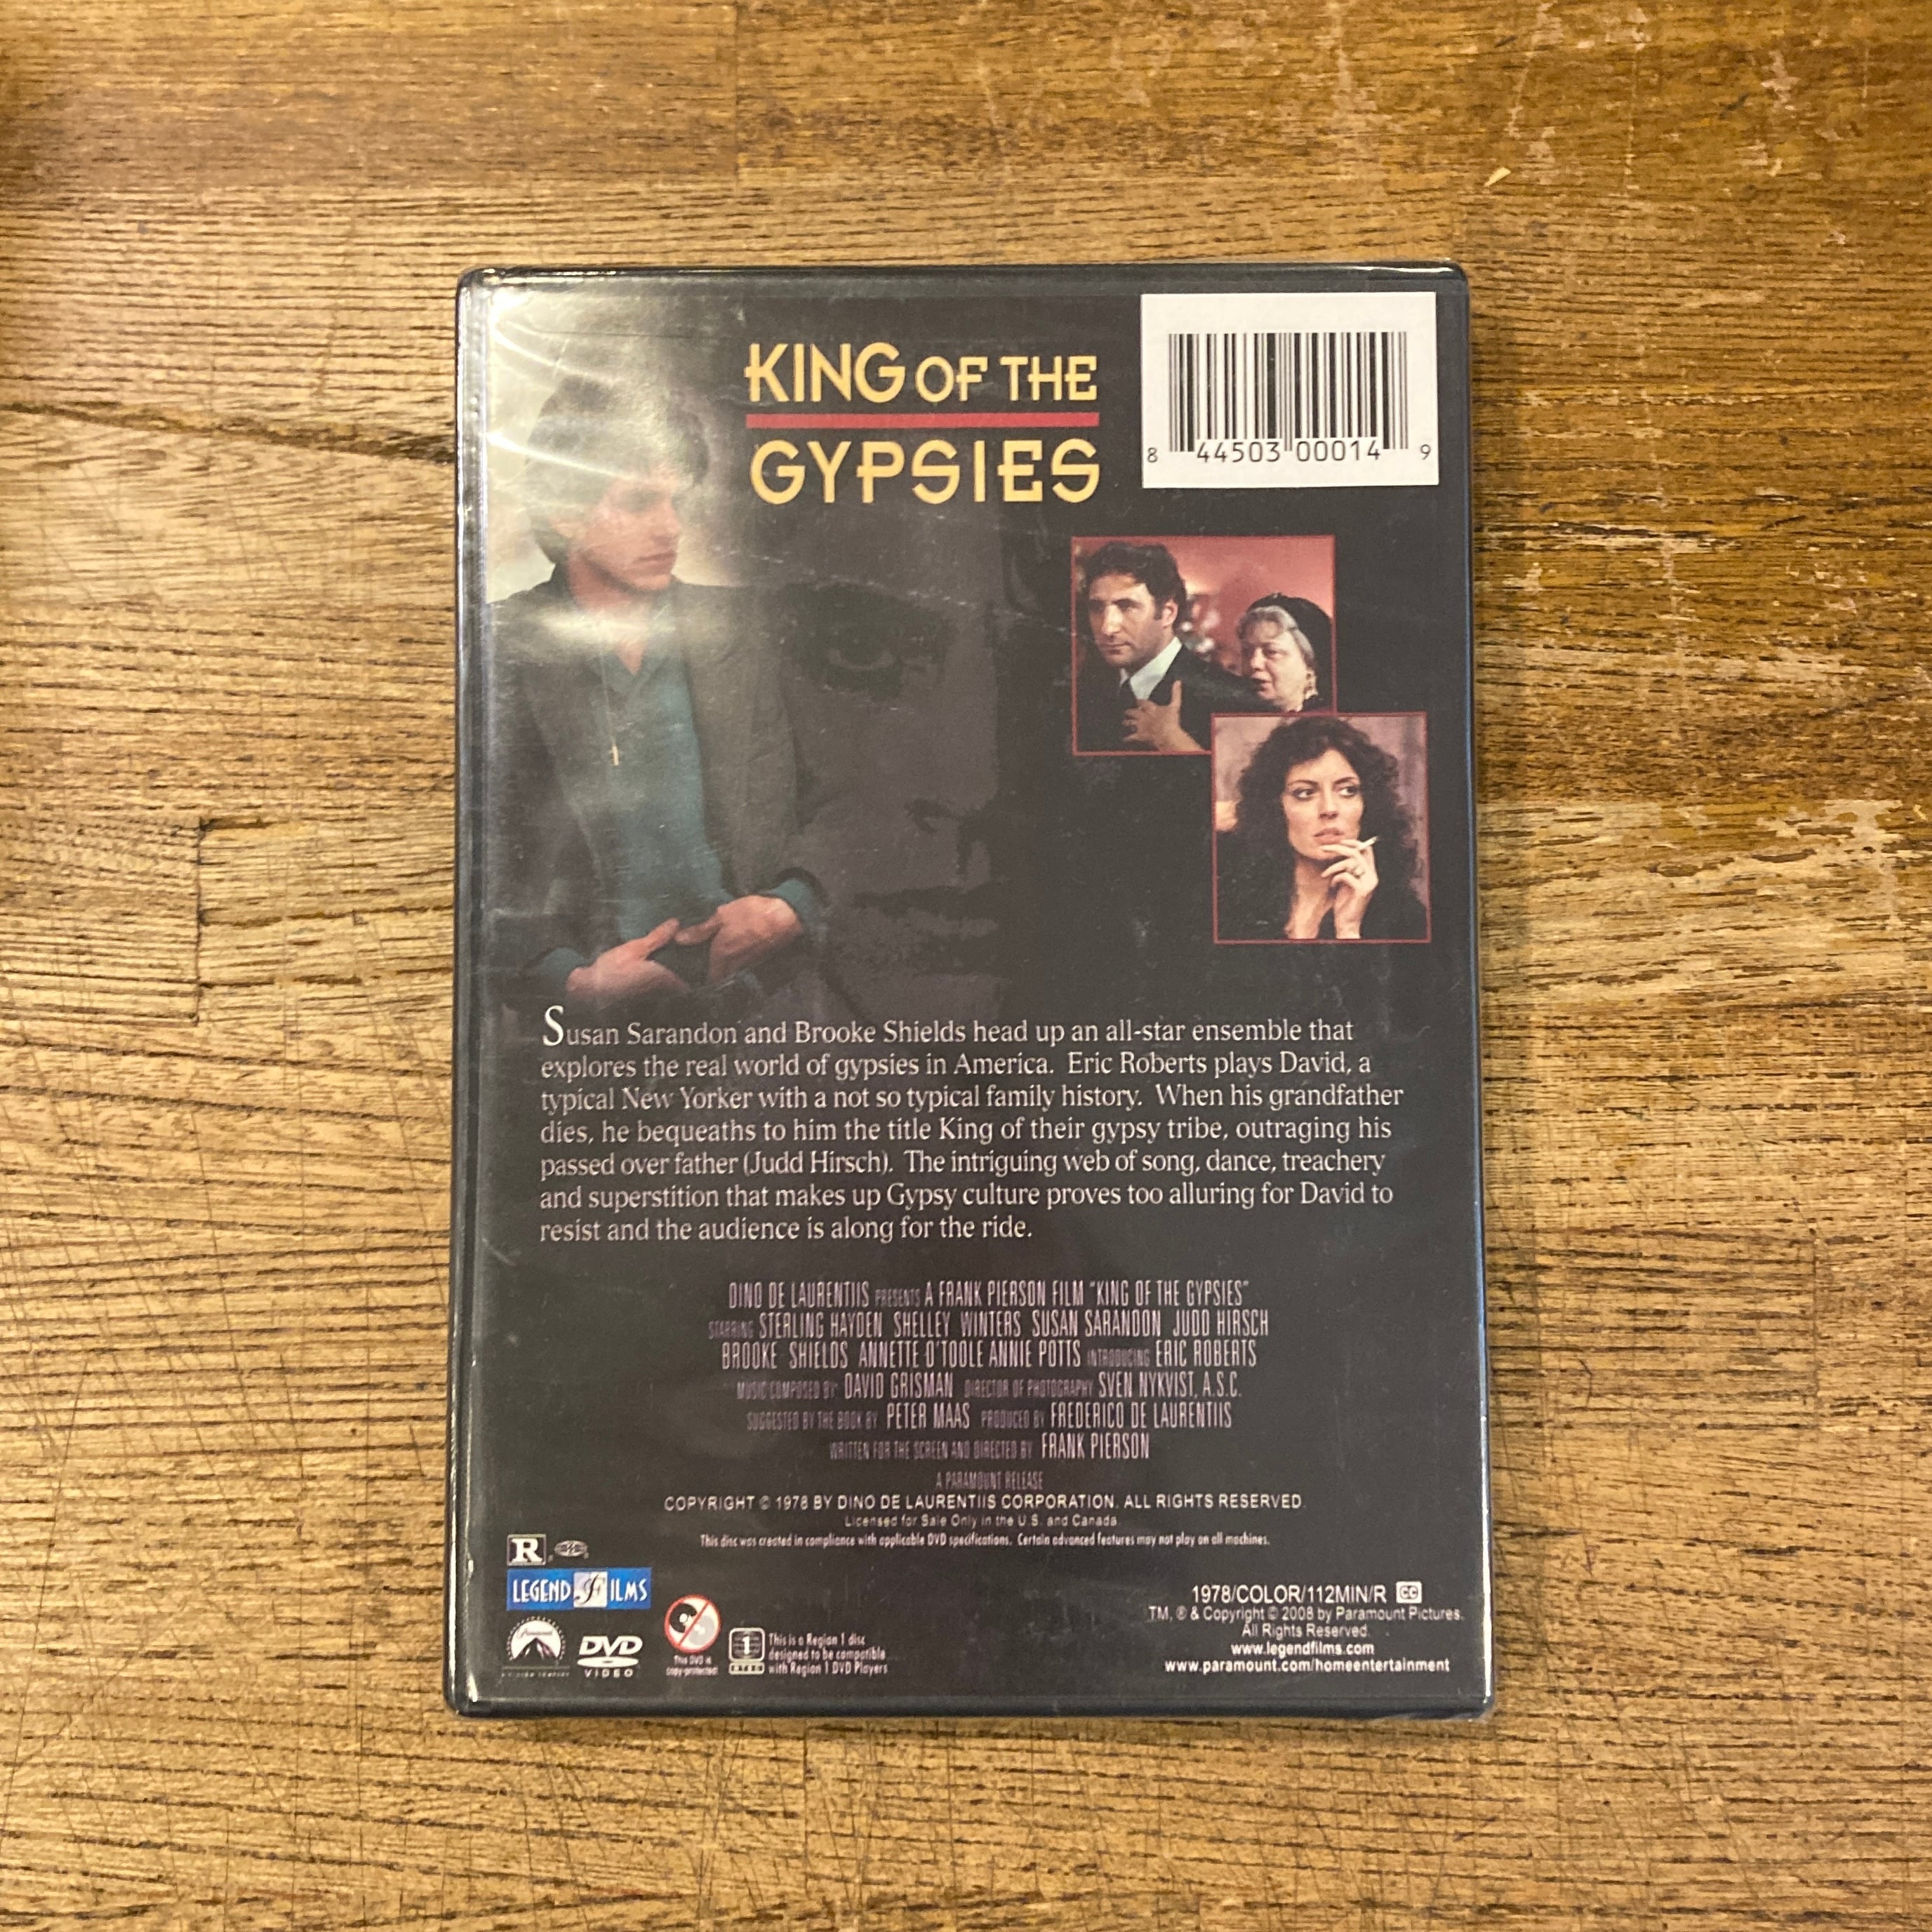 KING OF THE
GYPSIES
8 44503 00014 9
Susan Sarandon and Brooke Shields head up an all-star ensemble that
explores the real world of gypsies in America. Eric Roberts plays David, a
typical New Yorker with a not so typical family history. When his grandfather
dies, he bequeaths to him the title King of their gypsy tribe, outraging his
passed over father (Judd Hirsch). The intriguing web of song, dance, treachery
and superstition that makes up Gypsy culture proves too alluring for David to
resist and the audience is along for the ride.
DINO DE LAURENTIIS PRESENTS A FRANK PIERSON FILM "KING OF THE GYPSIES"
STARRING STERLING HAYDEN SHELLEY WINTERS SUSAN SARANDON JUDD HIRSCH
BROOKE SHIELDS ANNETTE O'TOOLE ANNIE POTTS INTRODUCING ERIC ROBERTS
MUSIC COMPOSED BY DAVID GRISMAN DIRECTOR OF PHOTOGRAPHY SVEN NYKVIST, A.S.C.
SUGGESTED BY THE BOOK BY PETER MAAS PRODUCED BY FREDERICO DE LAURENTIIS
WRITTEN FOR THE SCREEN AND DIRECTED BY FRANK PIERSON
A PARAMOUNT RELEASE
COPYRIGHT © 1978 BY DINO DE LAURENTIIS CORPORATION. ALL RIGHTS RESERVED.
Licensed for Sale Only in the U.S. and Canada.
This disc was created in compliance with applicable DVD specifications. Certain advanced features may not play on all machines.
R
LEGEND FILMS
Paramount
DVD
VIDEO
This DVD is
copy-protected
1
NTSC
This is a Region 1 disc
designed to be compatible
with Region 1 DVD Players
1978/COLOR/112MIN/R CC
TM, ® & Copyright © 2008 by Paramount Pictures.
All Rights Reserved.
www.legendfilms.com
www.paramount.com/homeentertainment